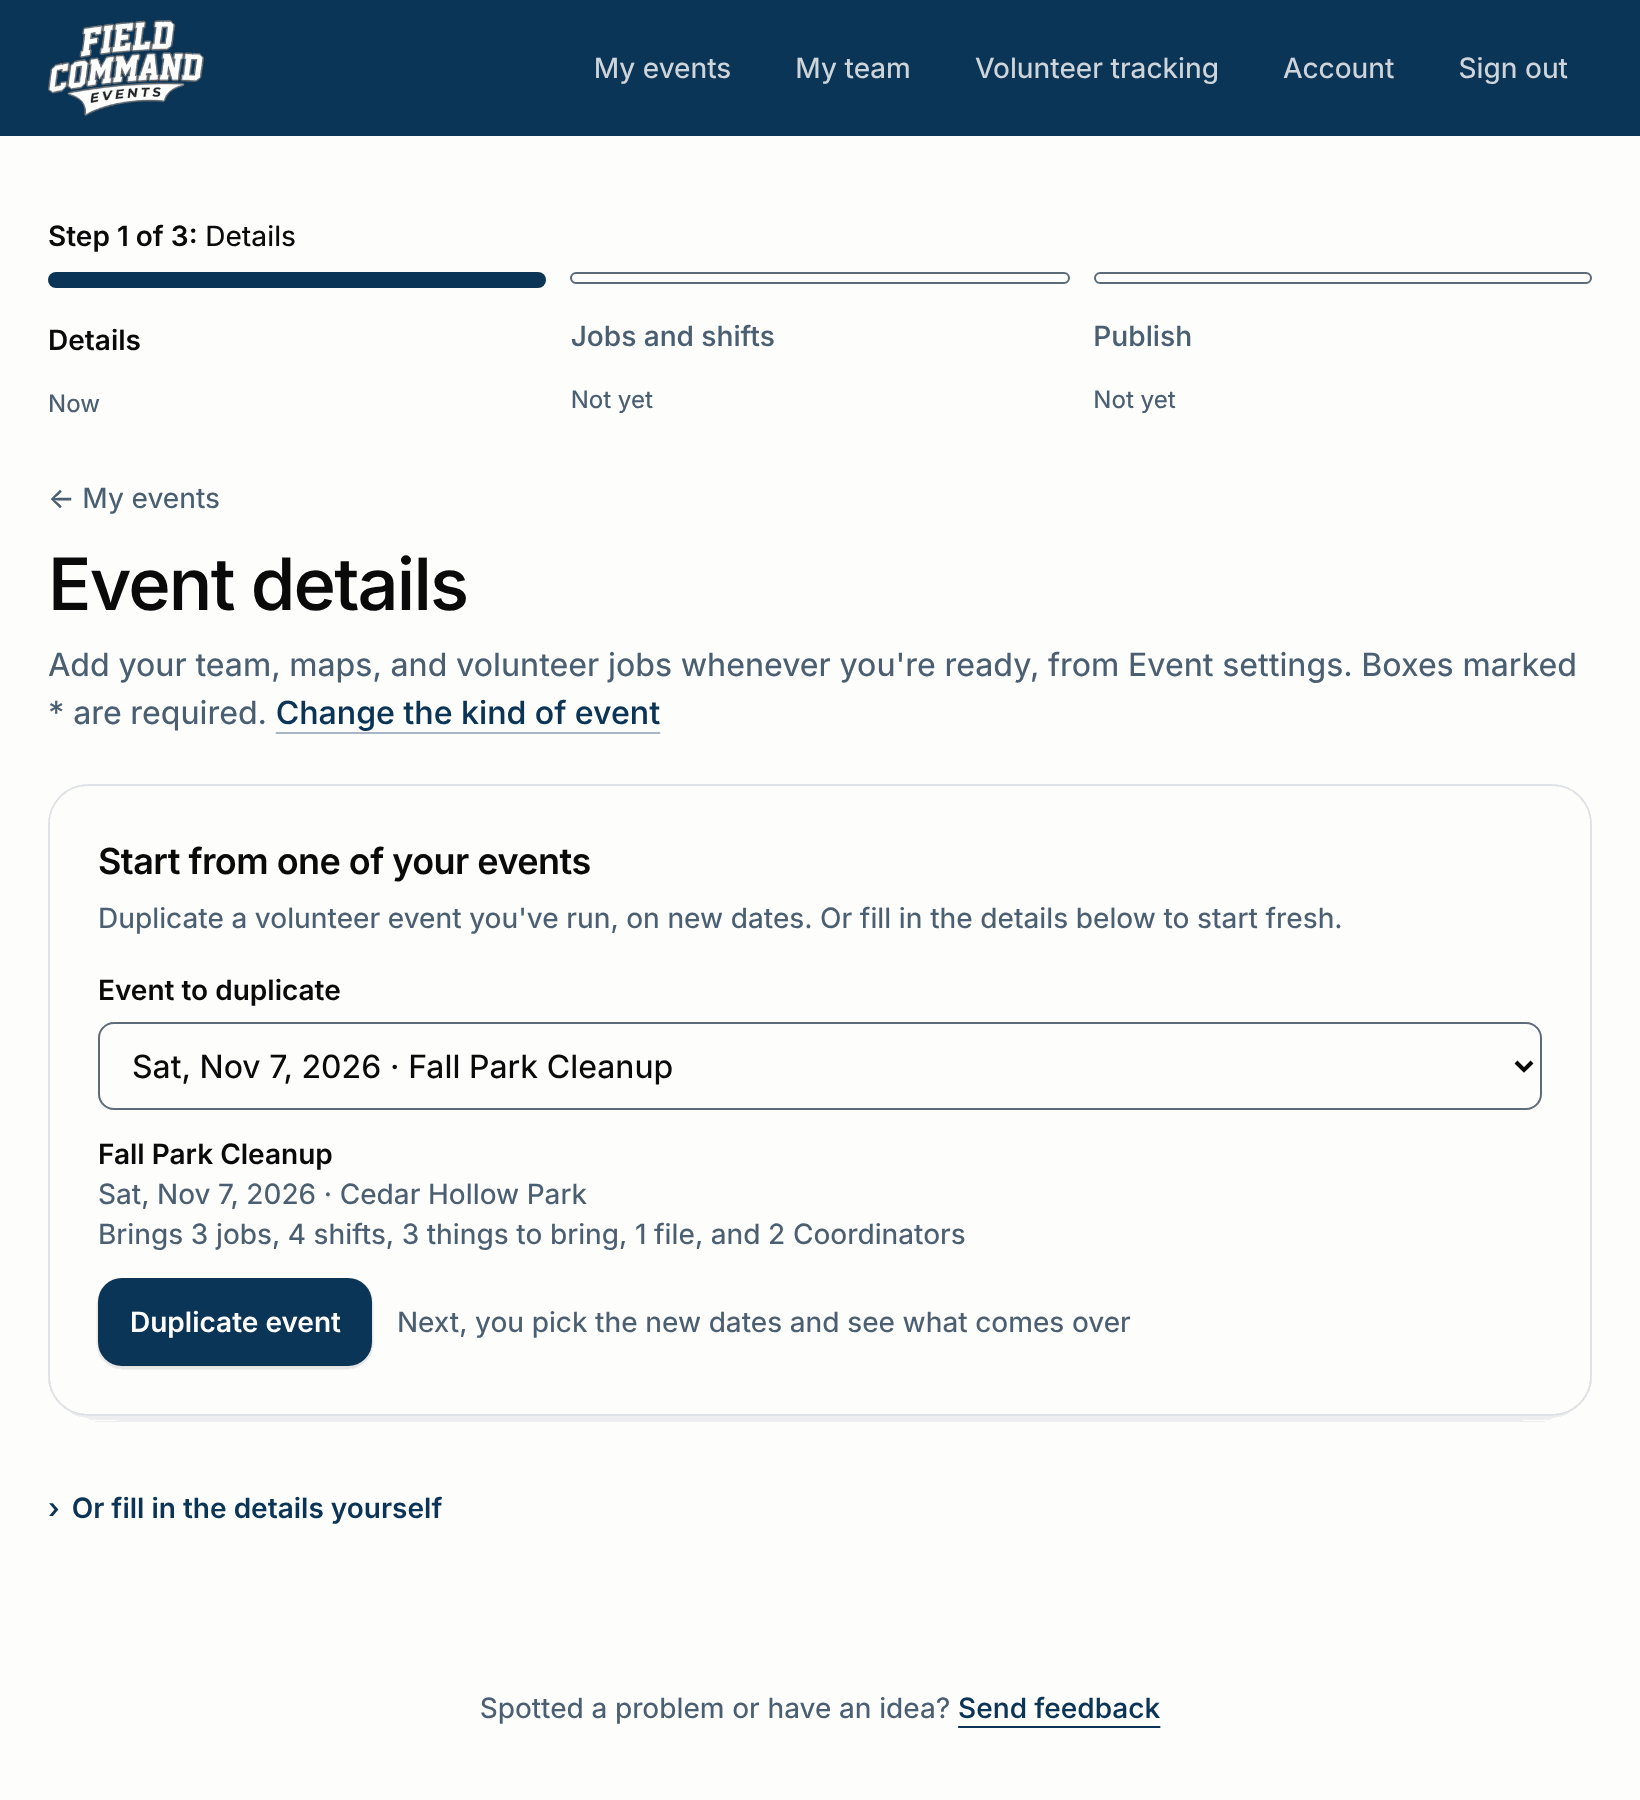 FIELD
COMMAND
EVENTS
My events
My team
Volunteer tracking
Account
Sign out
Step 1 of 3: Details
Details
Now
Jobs and shifts
Not yet
Publish
Not yet
← My events
Event details
Add your team, maps, and volunteer jobs whenever you're ready, from Event settings. Boxes marked
* are required. Change the kind of event
Start from one of your events
Duplicate a volunteer event you've run, on new dates. Or fill in the details below to start fresh.
Event to duplicate
Sat, Nov 7, 2026 · Fall Park Cleanup
Fall Park Cleanup
Sat, Nov 7, 2026 · Cedar Hollow Park
Brings 3 jobs, 4 shifts, 3 things to bring, 1 file, and 2 Coordinators
Duplicate event
Next, you pick the new dates and see what comes over
› Or fill in the details yourself
Spotted a problem or have an idea? Send feedback